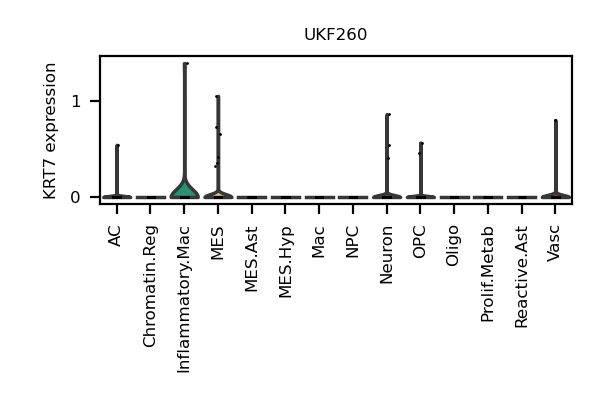 UKF260
KRT7 expression
1
0
AC
Chromatin.Reg
Inflammatory.Mac
MES
MES.Ast
MES.Hyp
Mac
NPC
Neuron
OPC
Oligo
Prolif.Metab
Reactive.Ast
Vasc